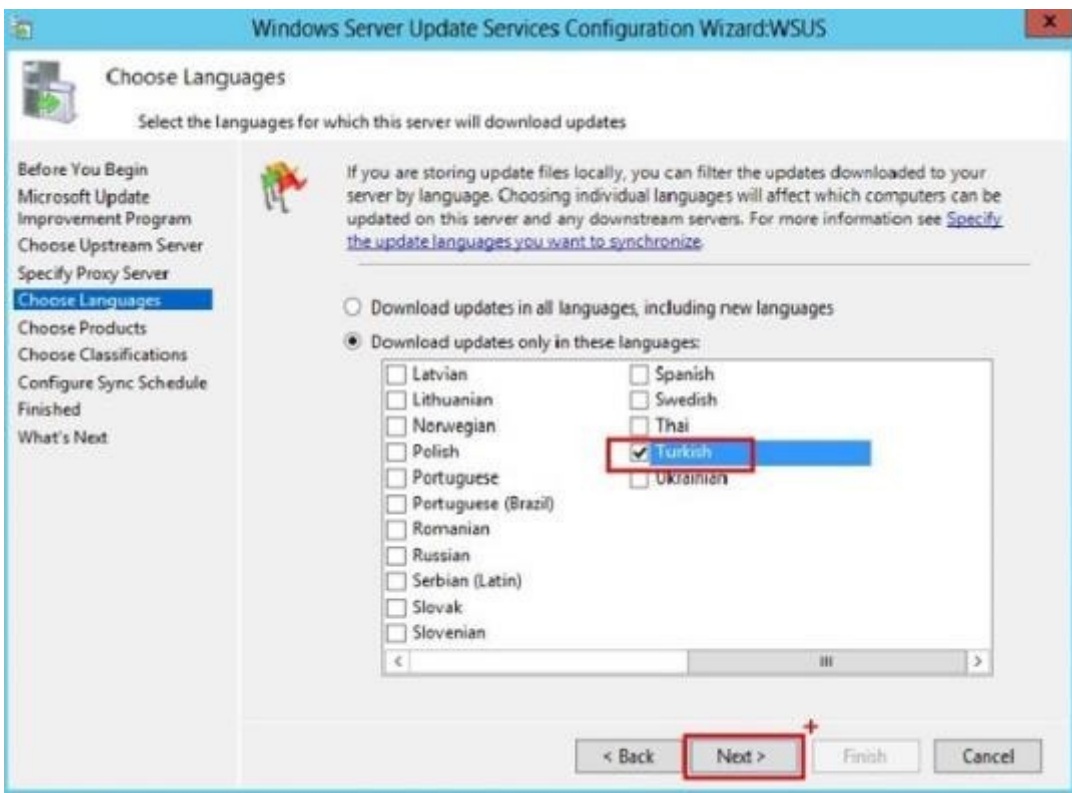 Windows Server Update Services Configuration Wizard:WSUS
x
Choose Languages
Select the languages for which this server will download updates
Before You Begin
Microsoft Update
Improvement Program
Choose Upstream Server
Specify Proxy Server
Choose Languages
Choose Products
Choose Classifications
Configure Sync Schedule
Finished
What's Next
If you are storing update files locally, you can filter the updates downloaded to your
server by language. Choosing individual languages will affect which computers can be
updated on this server and any downstream servers. For more information see Specify
the update languages you want to synchronize.
Download updates in all languages, including new languages
Download updates only in these languages:
Latvian
Lithuanian
Norwegian
Polish
Portuguese
Portuguese (Brazil)
Romanian
Russian
Serbian (Latin)
Slovak
Slovenian
Spanish
Swedish
Thai
Turkish
Ukrainian
< Back
Next >
Finish
Cancel